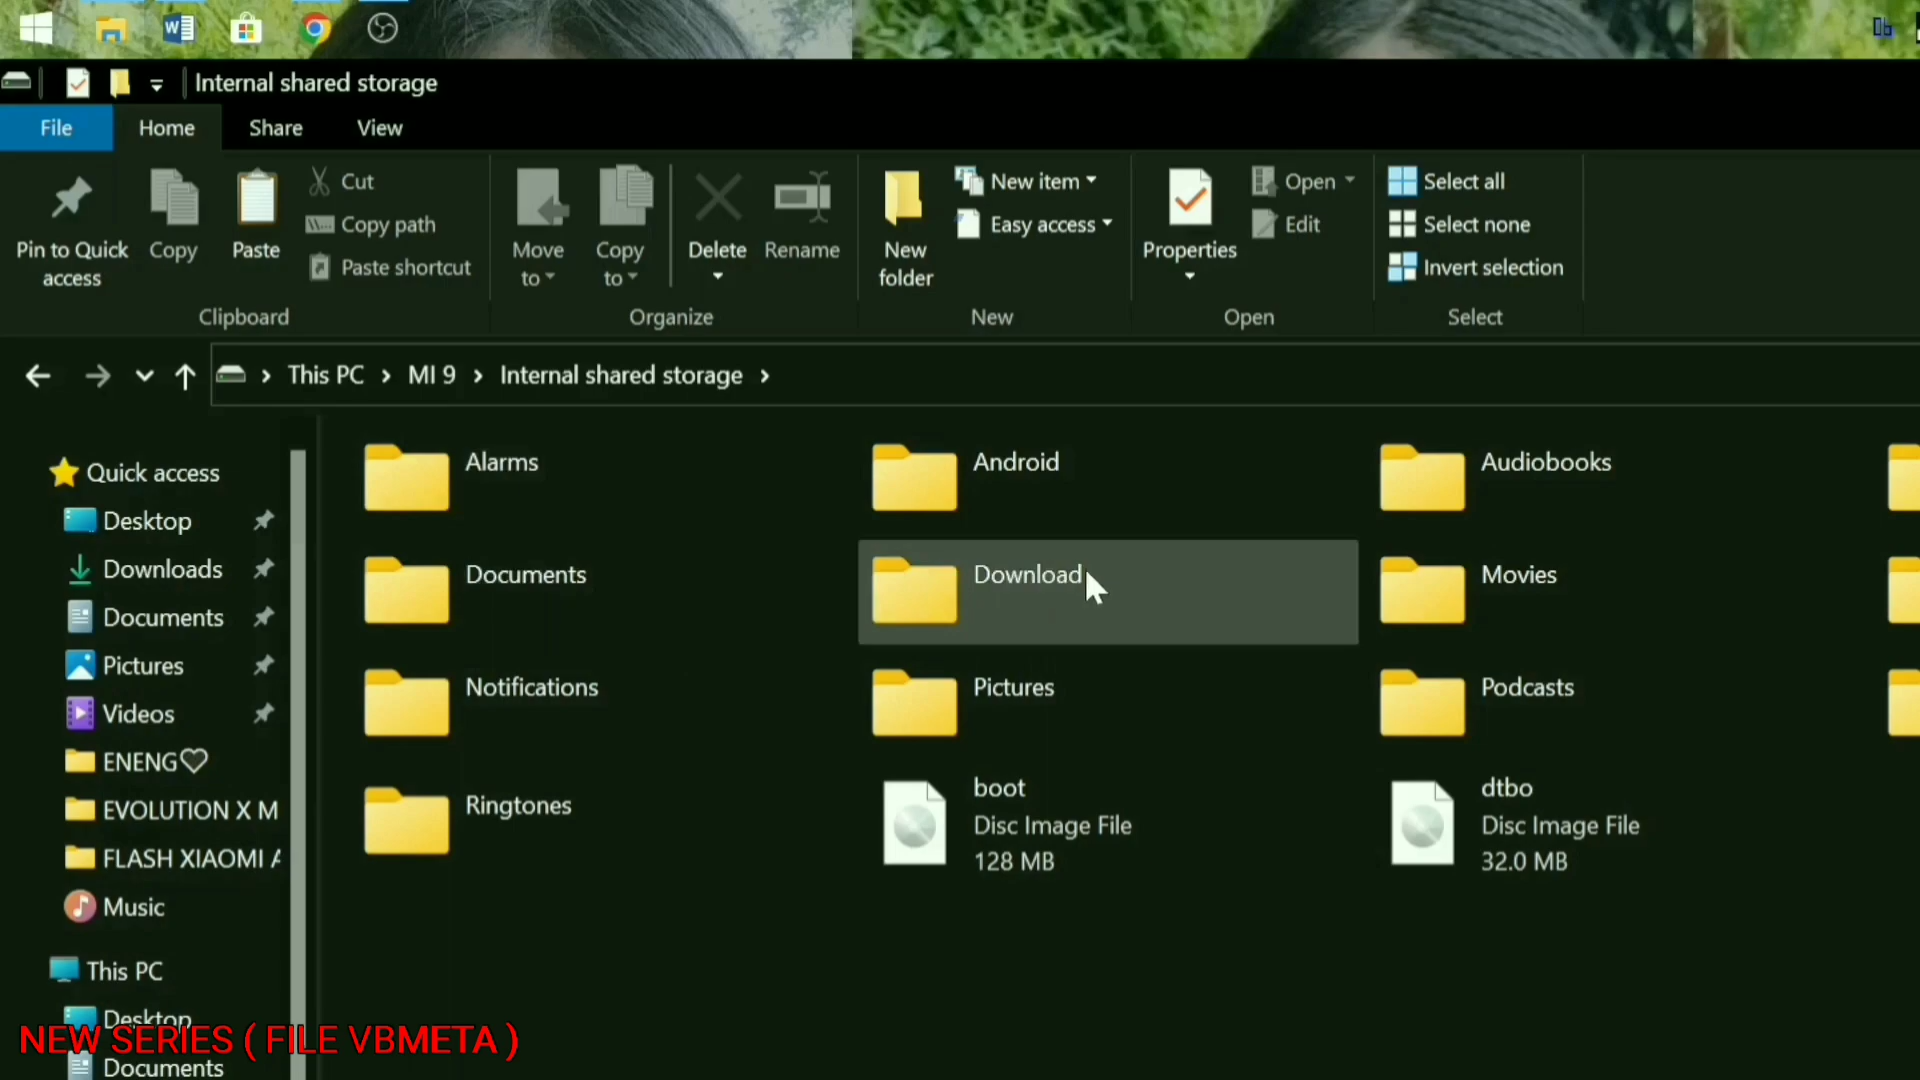 Internal shared storage
File Home Share View
Pin to Quick access
Copy
Paste
Cut
Copy path
Paste shortcut
Clipboard
Move to
Copy to
Delete
Rename
Organize
New folder
New item
Easy access
New
Properties
Open
Edit
Open
Select all
Select none
Invert selection
Select
This PC > MI 9 > Internal shared storage >
Quick access
Desktop
Downloads
Documents
Pictures
Videos
ENENG♡
EVOLUTION X M
FLASH XIAOMI A
Music
This PC
Desktop
Documents
Alarms
Android
Audiobooks
Documents
Download
Movies
Notifications
Pictures
Podcasts
Ringtones
boot
Disc Image File
128 MB
dtbo
Disc Image File
32.0 MB
NEW SERIES ( FILE VBMETA )